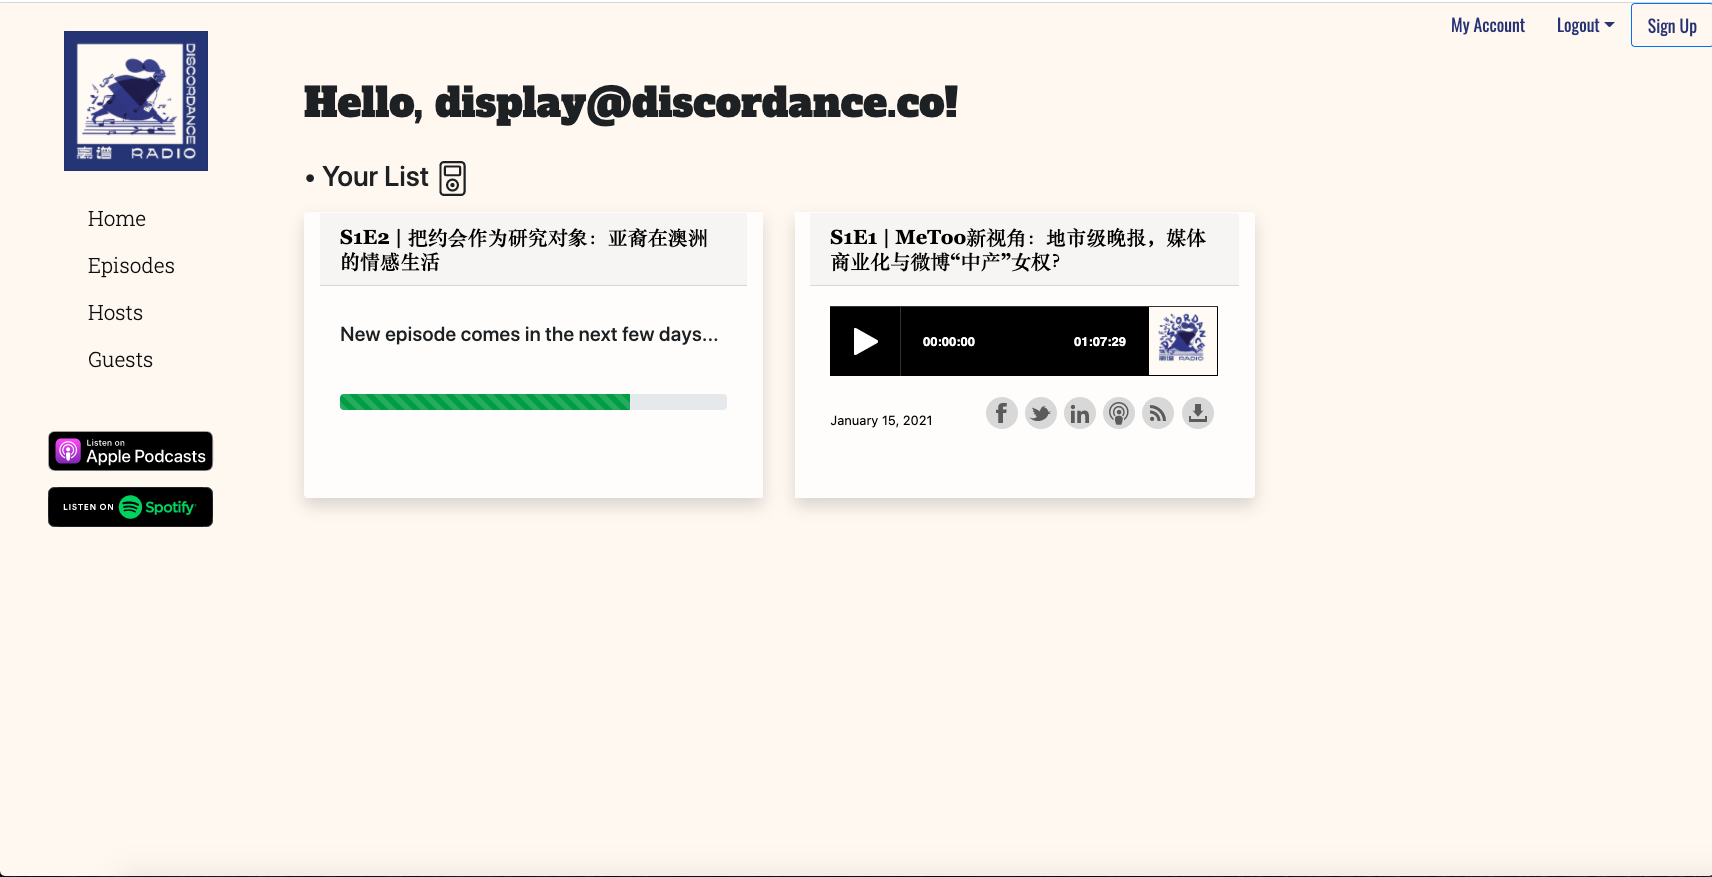 My Account
Logout
Sign Up
DISCORDANCE
RADIO
Hello, display@discordance.co!
• Your List
Home
Episodes
Hosts
Guests
Listen on
Apple Podcasts
LISTEN ON Spotify
S1E2 | 把约会作为研究对象：亚裔在澳洲
的情感生活
New episode comes in the next few days...
S1E1 | MeToo新视角：地市级晚报，媒体
商业化与微博“中产”女权?
00:00:00
01:07:29
DISCORDANCE
RADIO
January 15, 2021